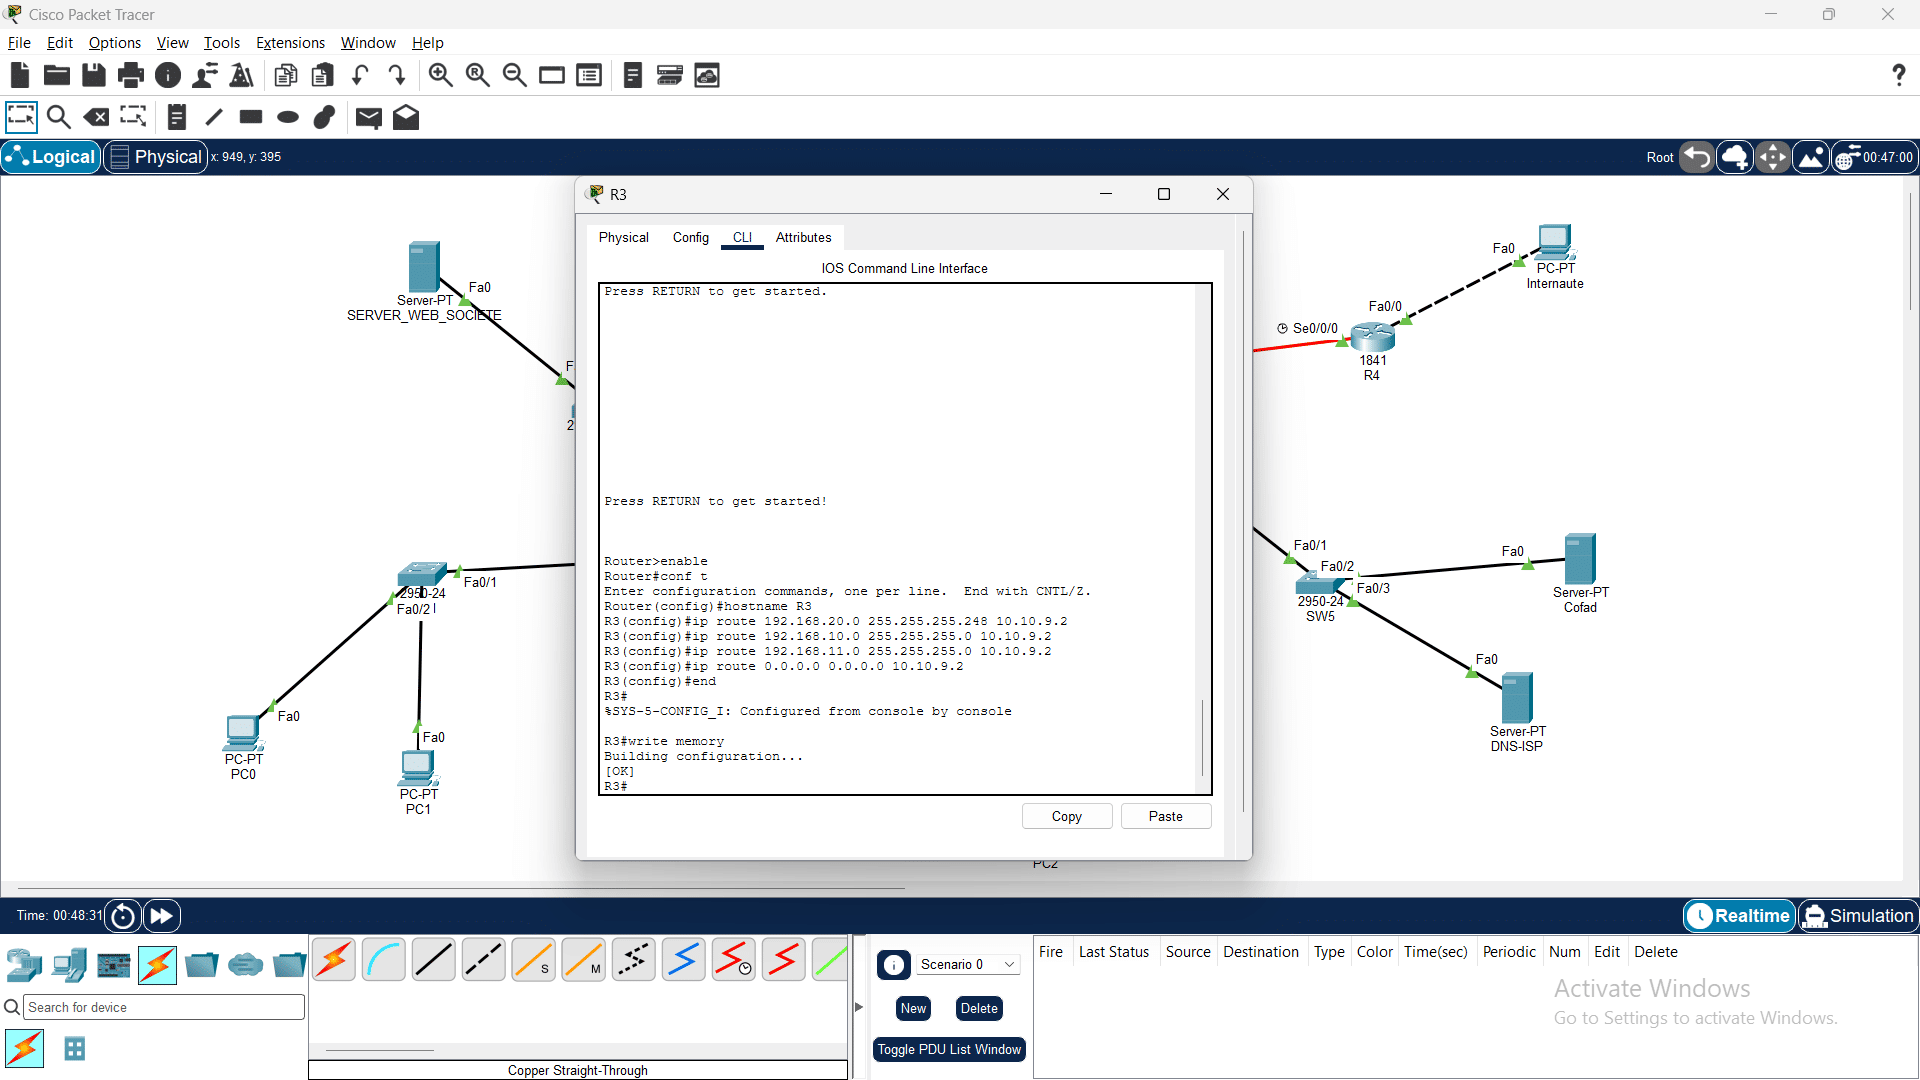 Cisco Packet Tracer
File Edit Options View Tools Extensions Window Help
Logical Physical x: 949, y: 395
Root 00:47:00
R3
Physical Config CLI Attributes
IOS Command Line Interface
Press RETURN to get started.
Press RETURN to get started!
Router>enable
Router#conf t
Enter configuration commands, one per line. End with CNTL/Z.
Router(config)#hostname R3
R3(config)#ip route 192.168.20.0 255.255.255.248 10.10.9.2
R3(config)#ip route 192.168.10.0 255.255.255.0 10.10.9.2
R3(config)#ip route 192.168.11.0 255.255.255.0 10.10.9.2
R3(config)#ip route 0.0.0.0 0.0.0.0 10.10.9.2
R3(config)#end
R3#
%SYS-5-CONFIG_I: Configured from console by console
R3#write memory
Building configuration...
[OK]
R3#
Copy Paste
Fa0
Server-PT
SERVER_WEB_SOCIETE
F
2
Fa0/1
2950-24
Fa0/2
Fa0
PC-PT
PC0
Fa0
PC-PT
PC1
Fa0
PC-PT
Internaute
Fa0/0
Se0/0/0
1841
R4
Fa0/1
Fa0/2
Fa0/3
2950-24
SW5
Fa0
Server-PT
Cofad
Fa0
Server-PT
DNS-ISP
PC2
Time: 00:48:31
Realtime Simulation
S
M
Search for device
Copper Straight-Through
Scenario 0
New Delete
Toggle PDU List Window
Fire Last Status Source Destination Type Color Time(sec) Periodic Num Edit Delete
Activate Windows
Go to Settings to activate Windows.